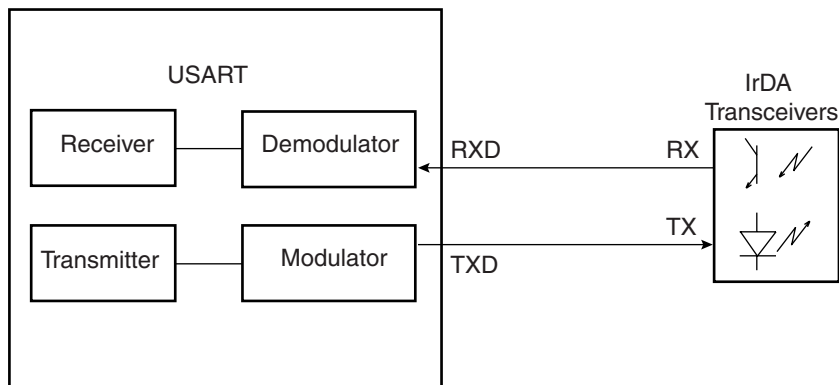 USART
IrDA
Transceivers
Receiver
Demodulator
RXD
RX
Transmitter
Modulator
TXD
TX